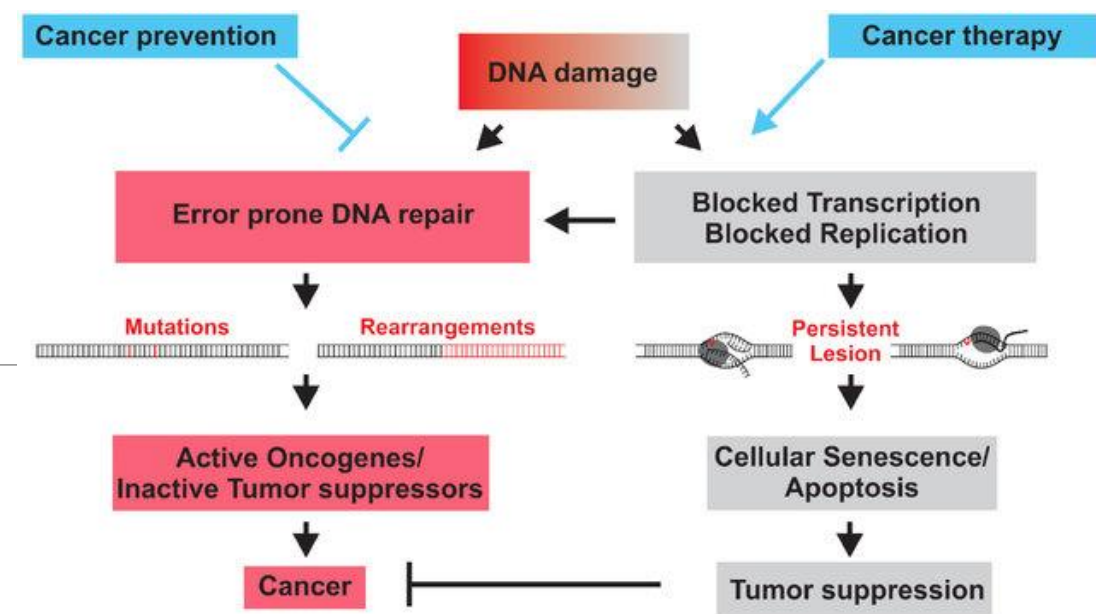 Cancer prevention
DNA damage
Cancer therapy
Error prone DNA repair
Blocked Transcription
Blocked Replication
Mutations
Rearrangements
Persistent
Lesion
Active Oncogenes/
Inactive Tumor suppressors
Cellular Senescence/
Apoptosis
Cancer
Tumor suppression